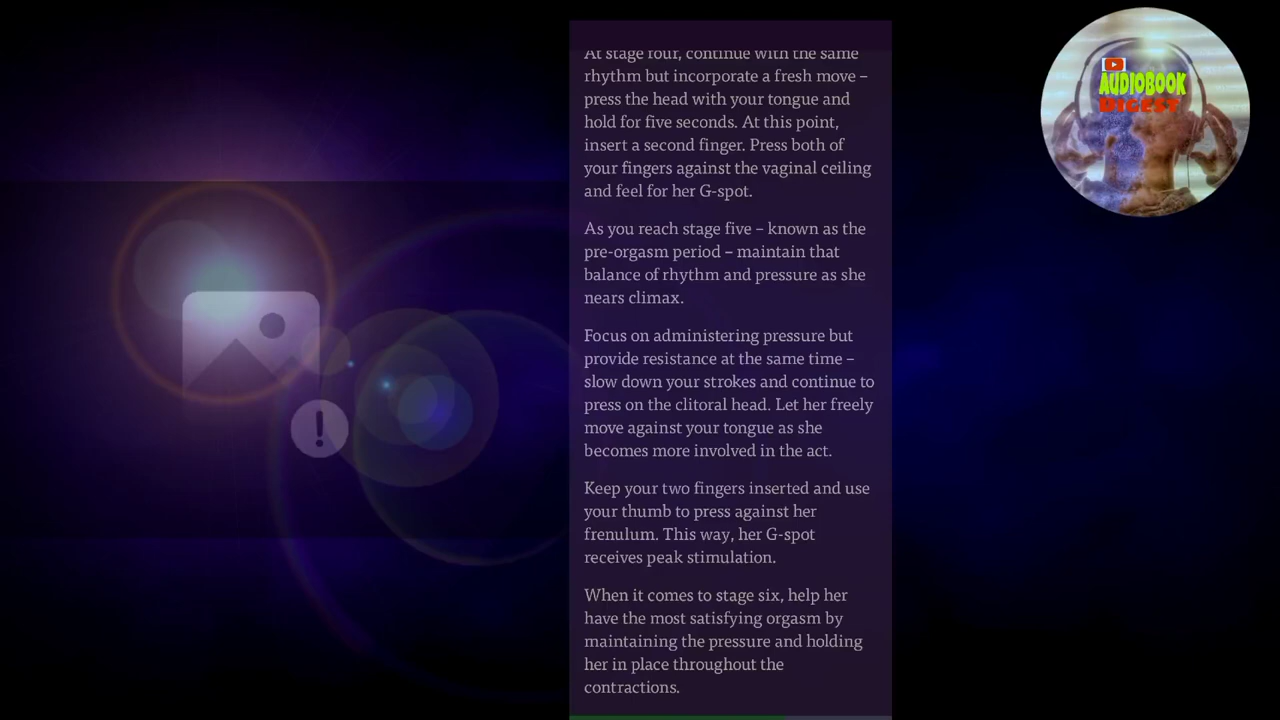 At stage four, continue with the same
rhythm but incorporate a fresh move –
press the head with your tongue and
hold for five seconds. At this point,
insert a second finger. Press both of
your fingers against the vaginal ceiling
and feel for her G-spot.
As you reach stage five – known as the
pre-orgasm period – maintain that
balance of rhythm and pressure as she
nears climax.
Focus on administering pressure but
provide resistance at the same time –
slow down your strokes and continue to
press on the clitoral head. Let her freely
move against your tongue as she
becomes more involved in the act.
Keep your two fingers inserted and use
your thumb to press against her
frenulum. This way, her G-spot
receives peak stimulation.
When it comes to stage six, help her
have the most satisfying orgasm by
maintaining the pressure and holding
her in place throughout the
contractions.
AUDIOBOOK
DIGEST